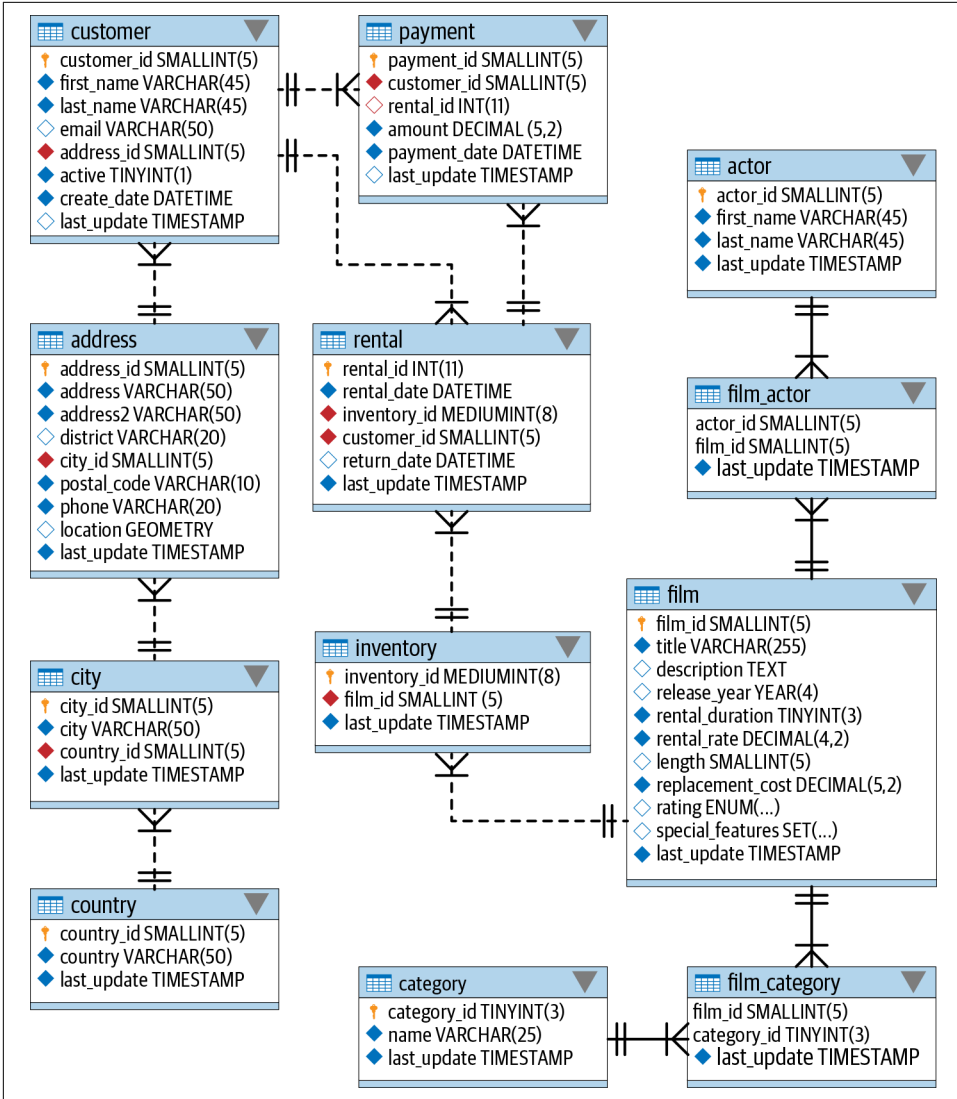 customer
customer_id SMALLINT(5)
first_name VARCHAR(45)
last_name VARCHAR(45)
email VARCHAR(50)
address_id SMALLINT(5)
active TINYINT(1)
create_date DATETIME
last_update TIMESTAMP
payment
payment_id SMALLINT(5)
customer_id SMALLINT(5)
rental_id INT(11)
amount DECIMAL (5,2)
payment_date DATETIME
last_update TIMESTAMP
actor
actor_id SMALLINT(5)
first_name VARCHAR(45)
last_name VARCHAR(45)
last_update TIMESTAMP
address
address_id SMALLINT(5)
address VARCHAR(50)
address2 VARCHAR(50)
district VARCHAR(20)
city_id SMALLINT(5)
postal_code VARCHAR(10)
phone VARCHAR(20)
location GEOMETRY
last_update TIMESTAMP
rental
rental_id INT(11)
rental_date DATETIME
inventory_id MEDIUMINT(8)
customer_id SMALLINT(5)
return_date DATETIME
last_update TIMESTAMP
film_actor
actor_id SMALLINT(5)
film_id SMALLINT(5)
last_update TIMESTAMP
film
film_id SMALLINT(5)
title VARCHAR(255)
description TEXT
release_year YEAR(4)
rental_duration TINYINT(3)
rental_rate DECIMAL(4,2)
length SMALLINT(5)
replacement_cost DECIMAL(5,2)
rating ENUM(...)
special_features SET(...)
last_update TIMESTAMP
city
city_id SMALLINT(5)
city VARCHAR(50)
country_id SMALLINT(5)
last_update TIMESTAMP
inventory
inventory_id MEDIUMINT(8)
film_id SMALLINT (5)
last_update TIMESTAMP
country
country_id SMALLINT(5)
country VARCHAR(50)
last_update TIMESTAMP
category
category_id TINYINT(3)
name VARCHAR(25)
last_update TIMESTAMP
film_category
film_id SMALLINT(5)
category_id TINYINT(3)
last_update TIMESTAMP